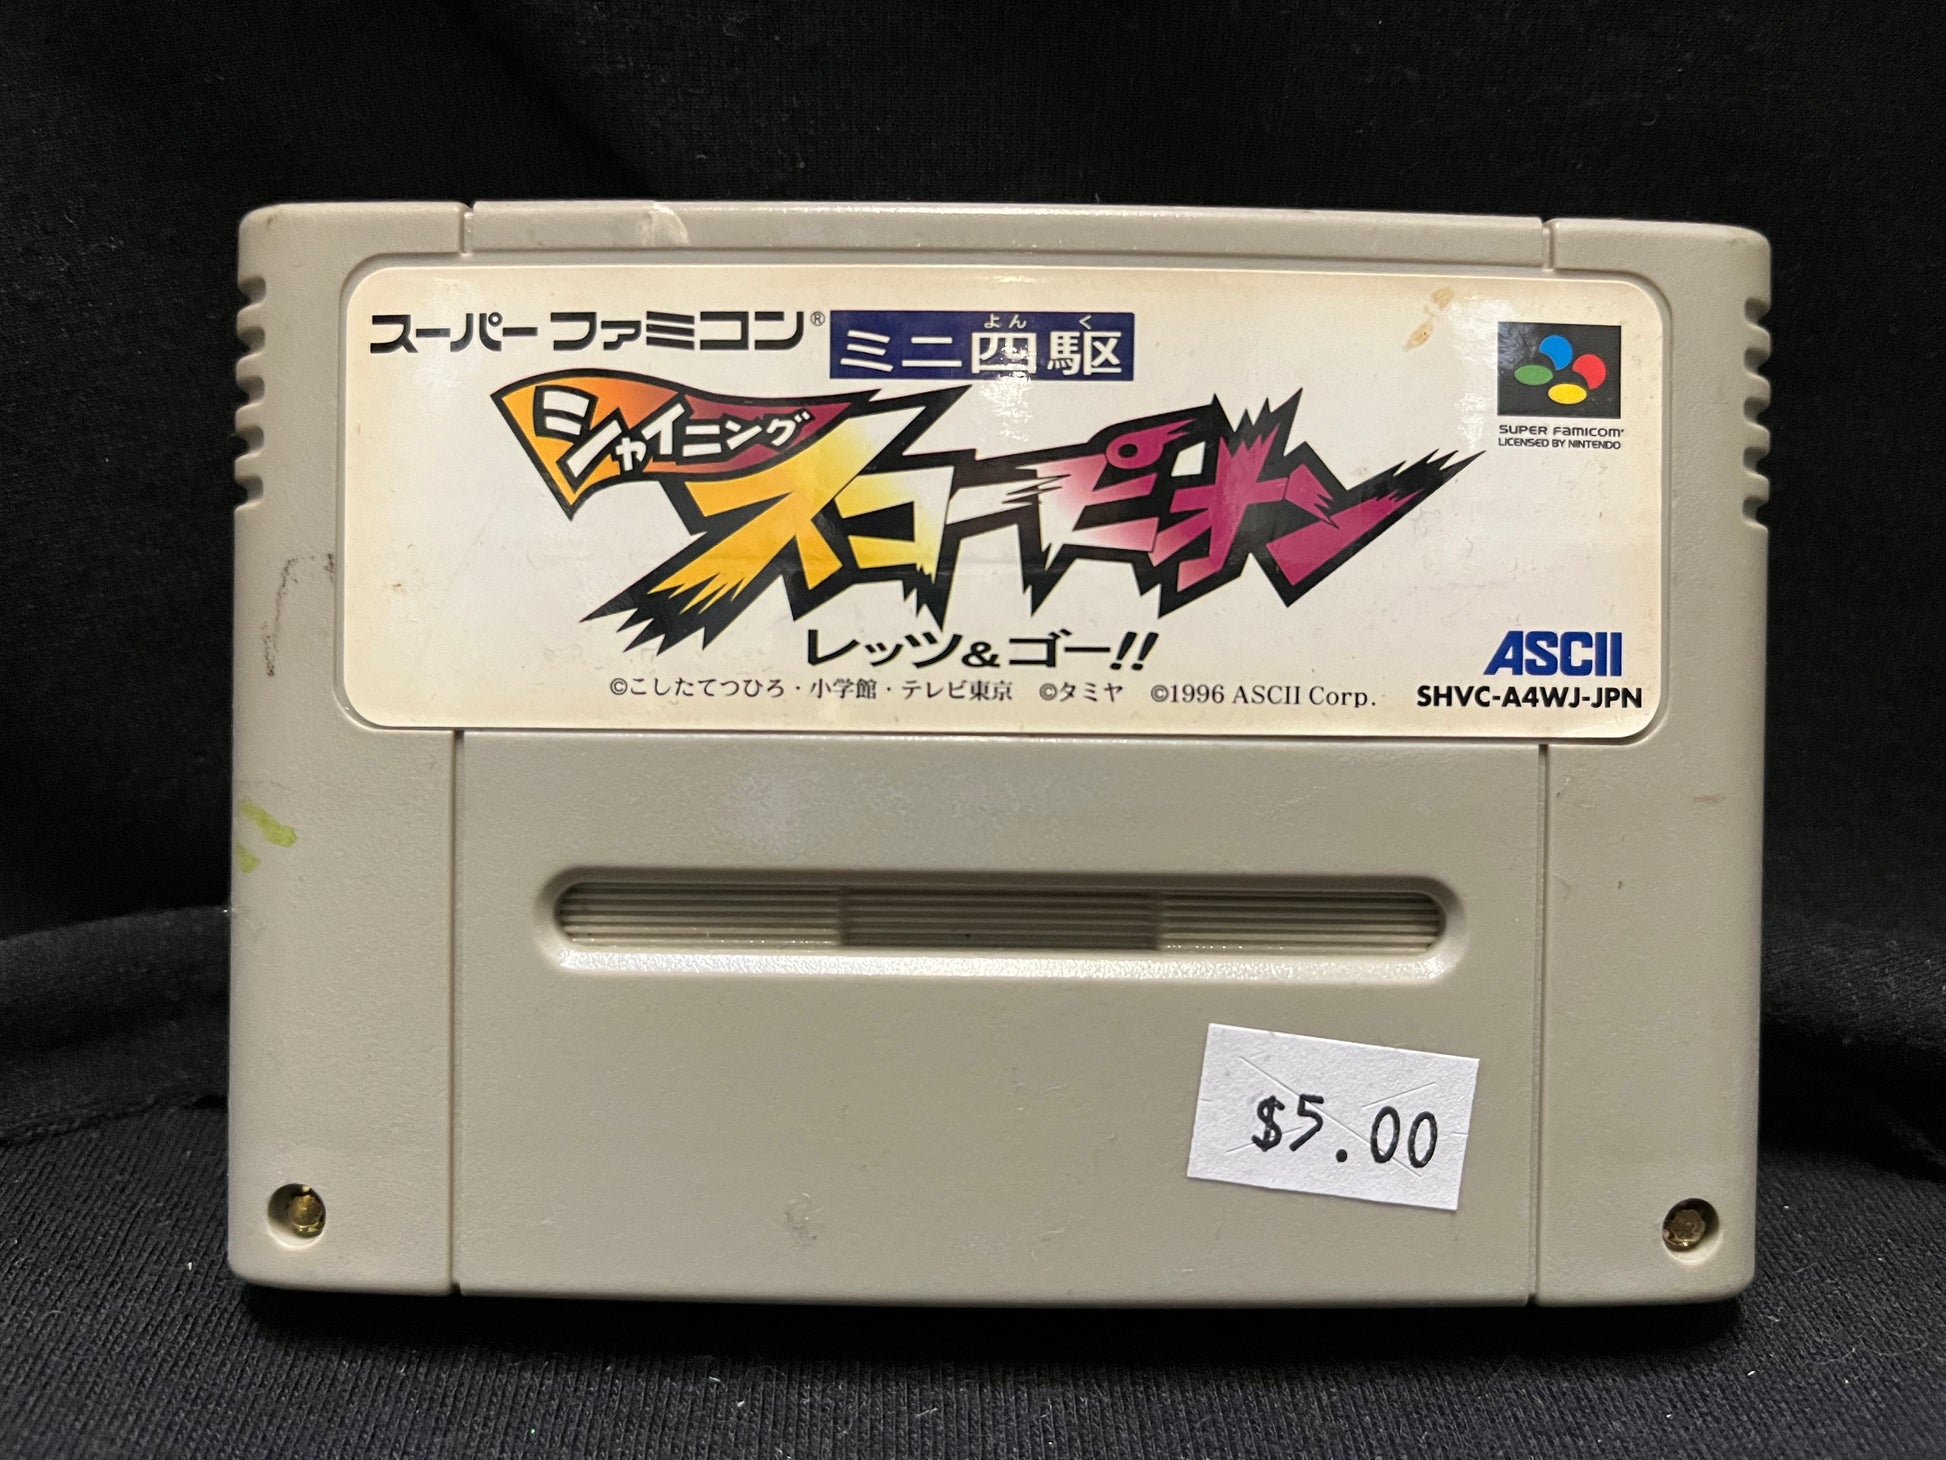 スーパーファミコン®
よんく
ミニ四駆
シャイニング
スコーピオン
レッツ&ゴー!!
©こしたてつひろ・小学館・テレビ東京 ©タミヤ ©1996 ASCII Corp.
SUPER FAMICOM
LICENSED BY NINTENDO
ASCII
SHVC-A4WJ-JPN
$5.00